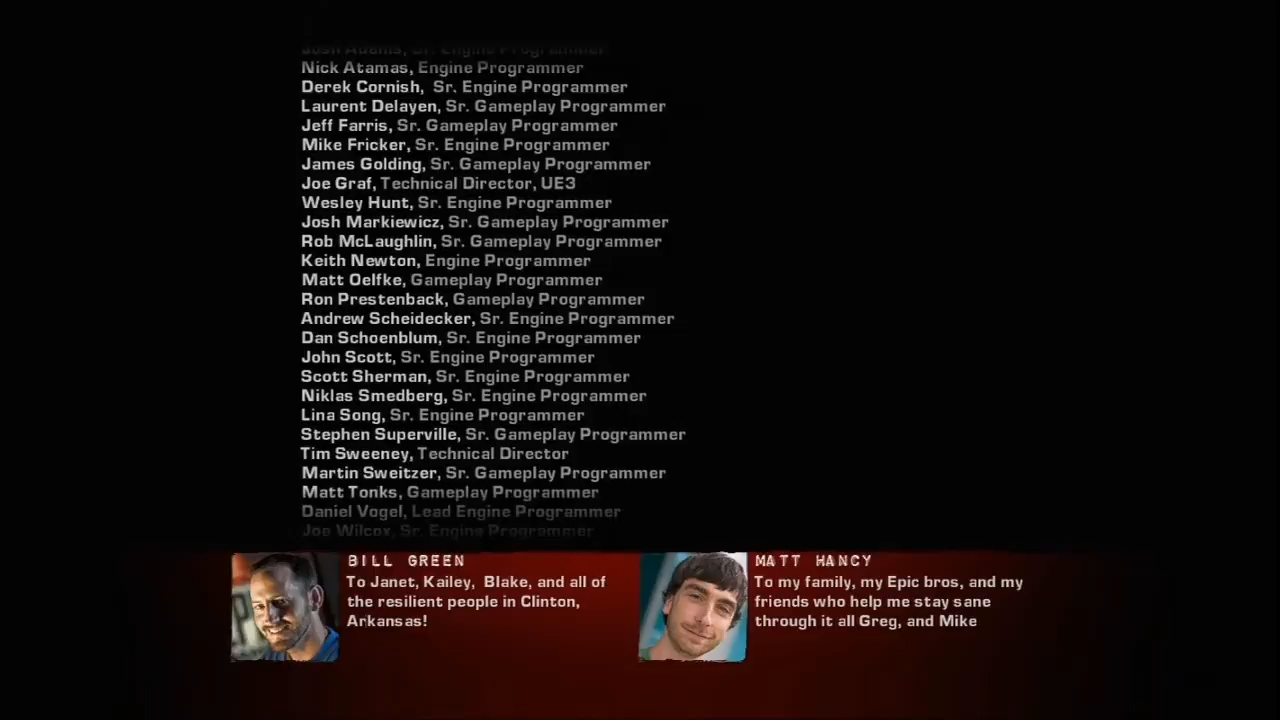 Josh Adams, Sr. Engine Programmer
Nick Atamas, Engine Programmer
Derek Cornish, Sr. Engine Programmer
Laurent Delayen, Sr. Gameplay Programmer
Jeff Farris, Sr. Gameplay Programmer
Mike Fricker, Sr. Engine Programmer
James Golding, Sr. Gameplay Programmer
Joe Graf, Technical Director, UE3
Wesley Hunt, Sr. Engine Programmer
Josh Markiewicz, Sr. Gameplay Programmer
Rob McLaughlin, Sr. Gameplay Programmer
Keith Newton, Engine Programmer
Matt Oelfke, Gameplay Programmer
Ron Prestenback, Gameplay Programmer
Andrew Scheidecker, Sr. Engine Programmer
Dan Schoenblum, Sr. Engine Programmer
John Scott, Sr. Engine Programmer
Scott Sherman, Sr. Engine Programmer
Niklas Smedberg, Sr. Engine Programmer
Lina Song, Sr. Engine Programmer
Stephen Superville, Sr. Gameplay Programmer
Tim Sweeney, Technical Director
Martin Sweitzer, Sr. Gameplay Programmer
Matt Tonks, Gameplay Programmer
Daniel Vogel, Lead Engine Programmer
Joe Wilcox, Sr. Engine Programmer
BILL GREEN
To Janet, Kailey, Blake, and all of
the resilient people in Clinton,
Arkansas!
MATT HANCY
To my family, my Epic bros, and my
friends who help me stay sane
through it all Greg, and Mike